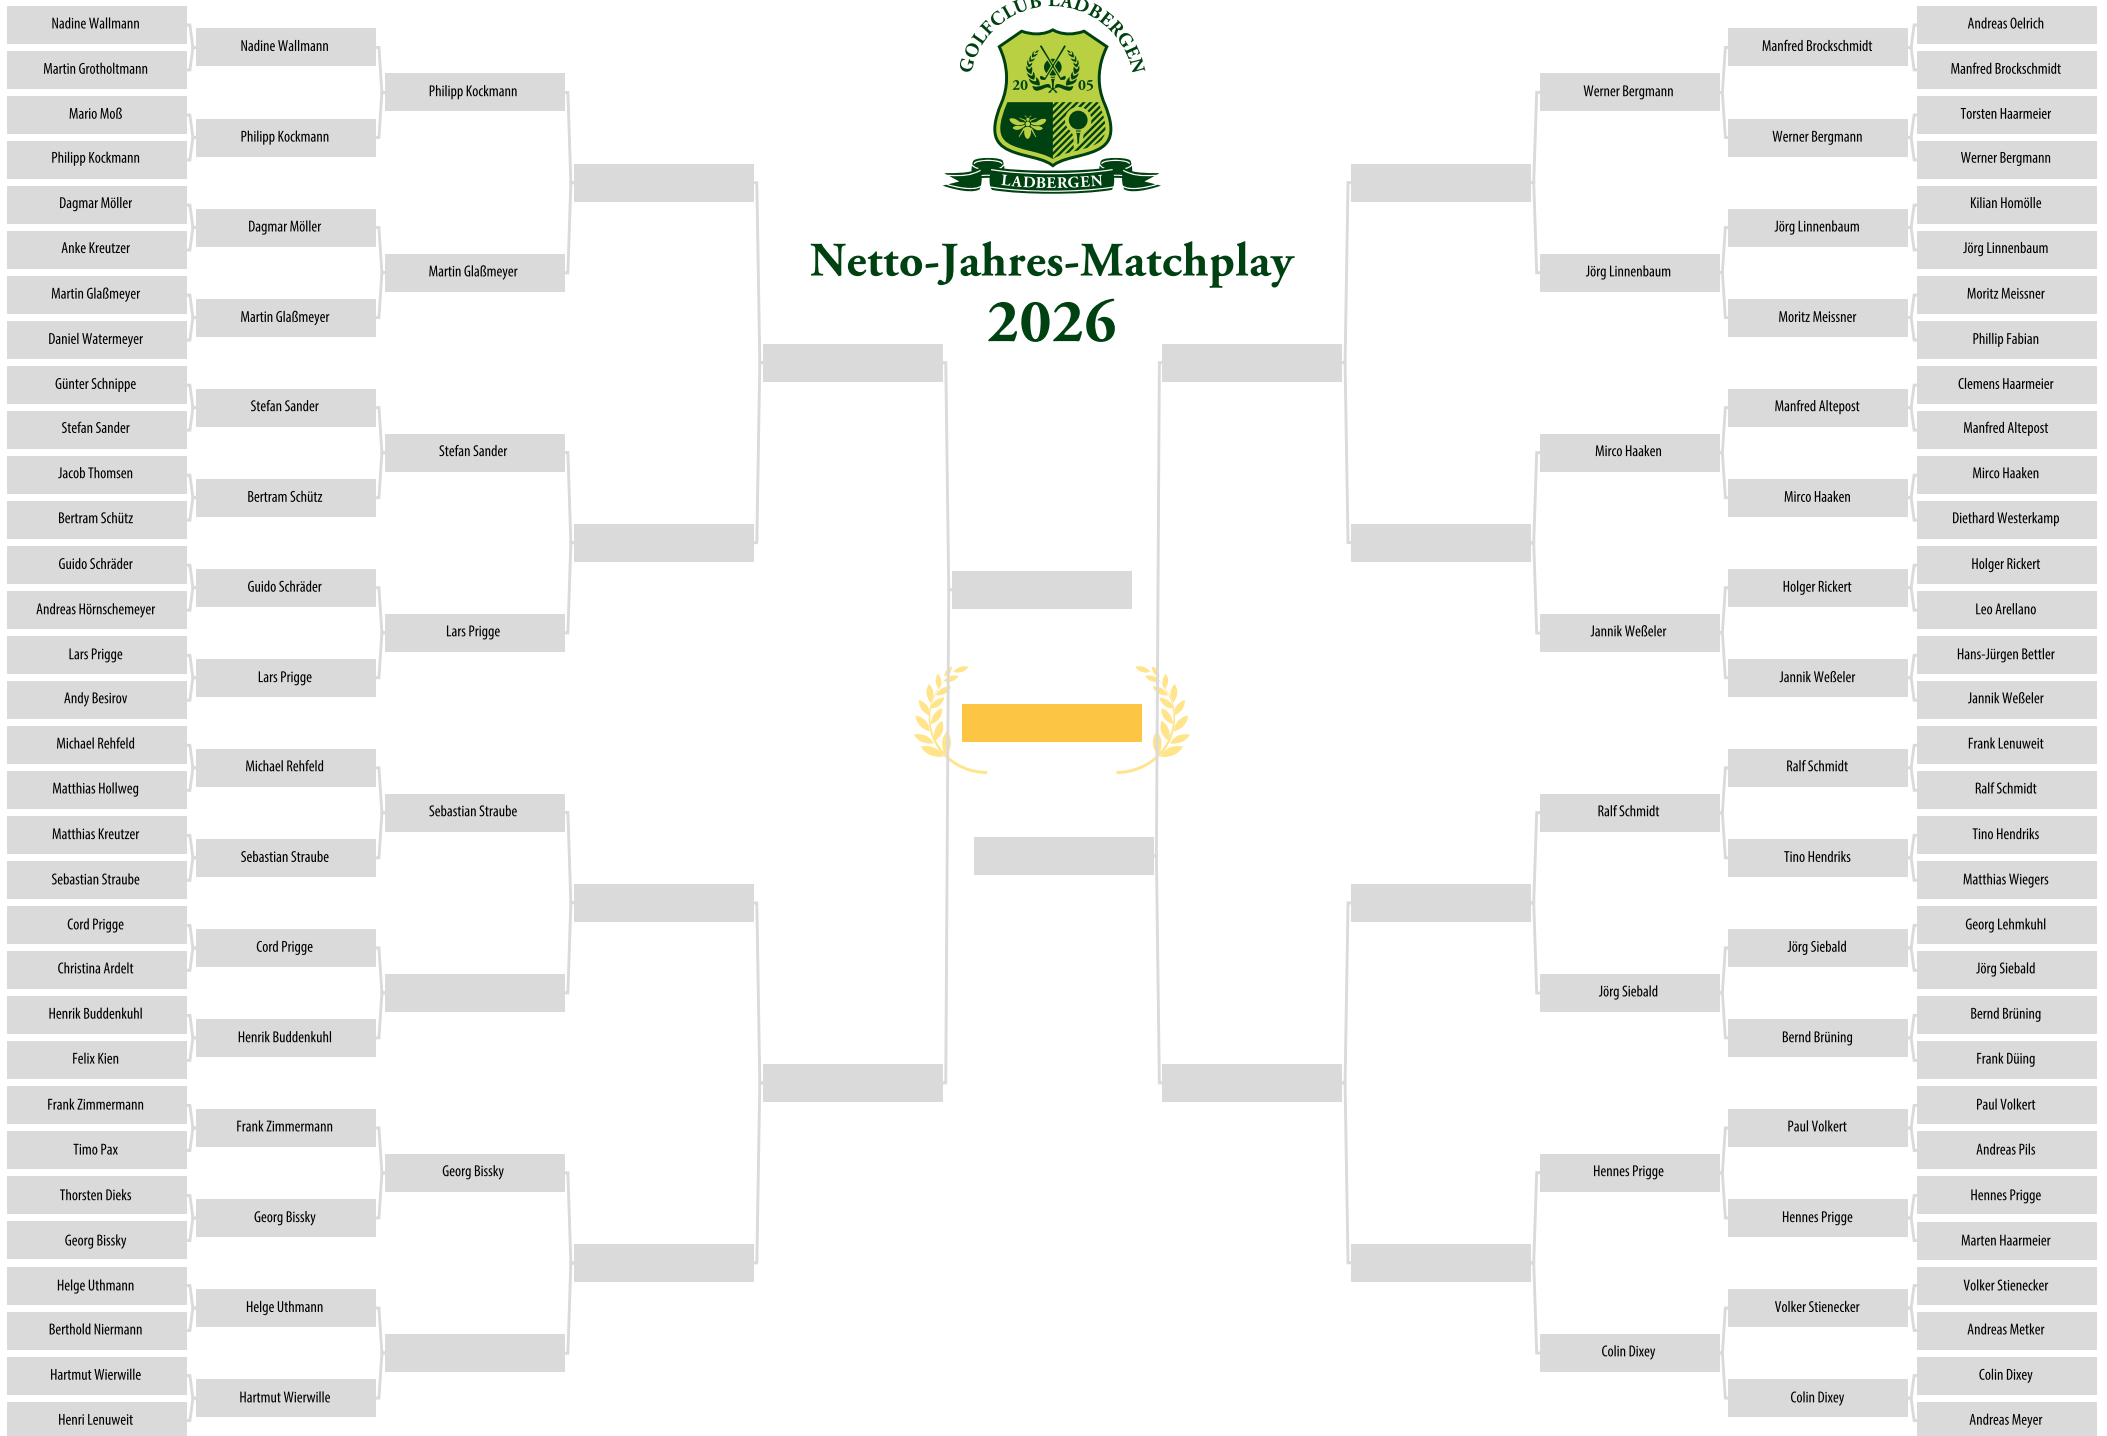 Nadine Wallmann
Martin Grotholtmann
Mario Moß
Philipp Kockmann
Dagmar Möller
Anke Kreutzer
Martin Glaßmeyer
Daniel Watermeyer
Günter Schnippe
Stefan Sander
Jacob Thomsen
Bertram Schütz
Guido Schräder
Andreas Hörnschemeyer
Lars Prigge
Andy Besirov
Michael Rehfeld
Matthias Hollweg
Matthias Kreutzer
Sebastian Straube
Cord Prigge
Christina Ardelt
Henrik Buddenkuhl
Felix Kien
Frank Zimmermann
Timo Pax
Thorsten Dieks
Georg Bissky
Helge Uthmann
Berthold Niermann
Hartmut Wierwille
Henri Lenuweit
Nadine Wallmann
Philipp Kockmann
Dagmar Möller
Martin Glaßmeyer
Stefan Sander
Bertram Schütz
Guido Schräder
Lars Prigge
Michael Rehfeld
Sebastian Straube
Cord Prigge
Henrik Buddenkuhl
Frank Zimmermann
Georg Bissky
Helge Uthmann
Hartmut Wierwille
Philipp Kockmann
Martin Glaßmeyer
Stefan Sander
Lars Prigge
Sebastian Straube
Georg Bissky
GOLFCLUB LADBERGEN
20 05
LADBERGEN
Netto-Jahres-Matchplay
2026
Werner Bergmann
Jörg Linnenbaum
Mirco Haaken
Jannik Weßeler
Ralf Schmidt
Jörg Siebald
Hennes Prigge
Colin Dixey
Manfred Brockschmidt
Werner Bergmann
Jörg Linnenbaum
Moritz Meissner
Manfred Altepost
Mirco Haaken
Holger Rickert
Jannik Weßeler
Ralf Schmidt
Tino Hendriks
Jörg Siebald
Bernd Brüning
Paul Volkert
Hennes Prigge
Volker Stienecker
Colin Dixey
Andreas Oelrich
Manfred Brockschmidt
Torsten Haarmeier
Werner Bergmann
Kilian Homölle
Jörg Linnenbaum
Moritz Meissner
Phillip Fabian
Clemens Haarmeier
Manfred Altepost
Mirco Haaken
Diethard Westerkamp
Holger Rickert
Leo Arellano
Hans-Jürgen Bettler
Jannik Weßeler
Frank Lenuweit
Ralf Schmidt
Tino Hendriks
Matthias Wiegers
Georg Lehmkuhl
Jörg Siebald
Bernd Brüning
Frank Düing
Paul Volkert
Andreas Pils
Hennes Prigge
Marten Haarmeier
Volker Stienecker
Andreas Metker
Colin Dixey
Andreas Meyer